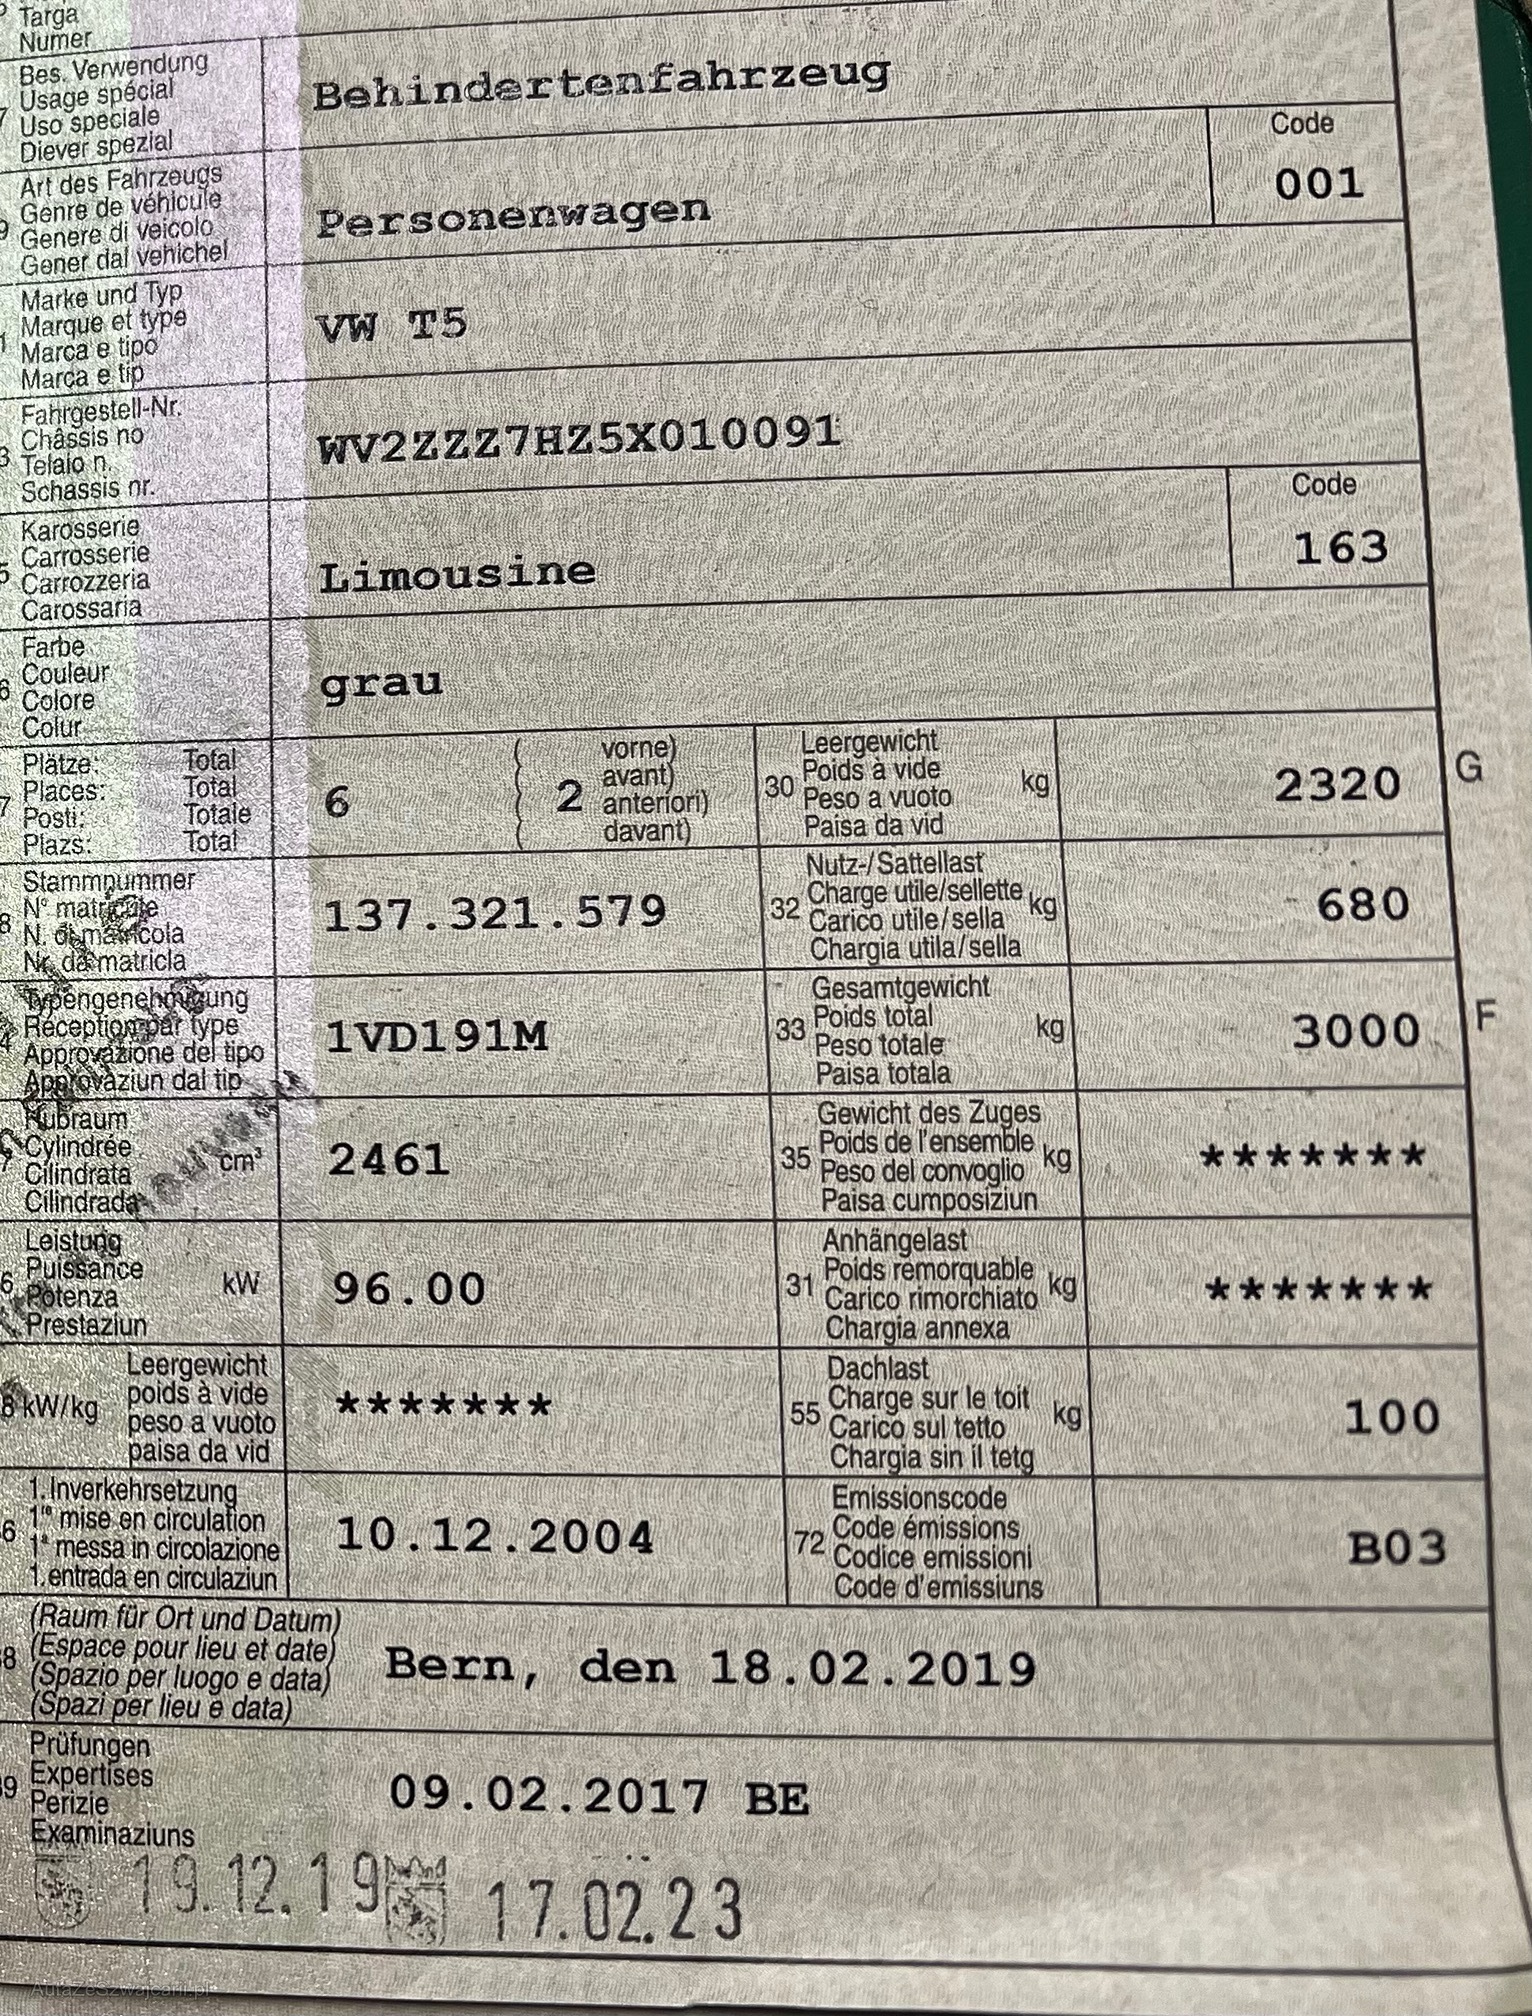 Targa
Numer
Bes. Verwendung
Usage spécial
Uso speciale
Diever spezial
Behindertenfahrzeug
Art des Fahrzeugs
Genre de véhicule
Genere di veicolo
Gener dal vehichel
Personenwagen
Code
001
Marke und Typ
Marque et type
Marca e tipo
Marca e tip
VW T5
Fahrgestell-Nr.
Châssis no
Telaio n.
Schassis nr.
WV2ZZZ7HZ5X010091
Karosserie
Carrosserie
Carrozzeria
Carossaria
Limousine
Code
163
Farbe
Couleur
Colore
Colur
grau
Plätze: Total
Places: Total
Posti: Totale
Plazs: Total
6
2
vorne)
avant)
anteriori)
davant)
30
Leergewicht
Poids à vide
Peso a vuoto
Paisa da vid
kg
2320
G
Stammnummer
N° matricule
N. di matricola
Nr. da matricla
137.321.579
32
Nutz-/Sattellast
Charge utile/sellette
Carico utile/sella
Chargia utila/sella
kg
680
Typengenehmigung
Réception par type
Approvazione del tipo
Approvaziun dal tip
1VD191M
33
Gesamtgewicht
Poids total
Peso totale
Paisa totala
kg
3000
F
Hubraum
Cylindrée
Cilindrata
Cilindrada
cm³
2461
35
Gewicht des Zuges
Poids de l'ensemble
Peso del convoglio
Paisa cumposiziun
kg
*******
Leistung
Puissance
Potenza
Prestaziun
kW
96.00
31
Anhängelast
Poids remorquable
Carico rimorchiato
Chargia annexa
kg
*******
kW/kg
Leergewicht
poids à vide
peso a vuoto
paisa da vid
*******
55
Dachlast
Charge sur le toit
Carico sul tetto
Chargia sin il tetg
kg
100
1. Inverkehrsetzung
1re mise en circulation
1a messa in circolazione
1. entrada en circulaziun
10.12.2004
72
Emissionscode
Code émissions
Codice emissioni
Code d'emissiuns
B03
(Raum für Ort und Datum)
(Espace pour lieu et date)
(Spazio per luogo e data)
(Spazi per lieu e data)
Bern, den 18.02.2019
Prüfungen
Expertises
Perizie
Examinaziuns
09.02.2017 BE
19.12.19
17.02.23
AutazeSzwajcarii.pl